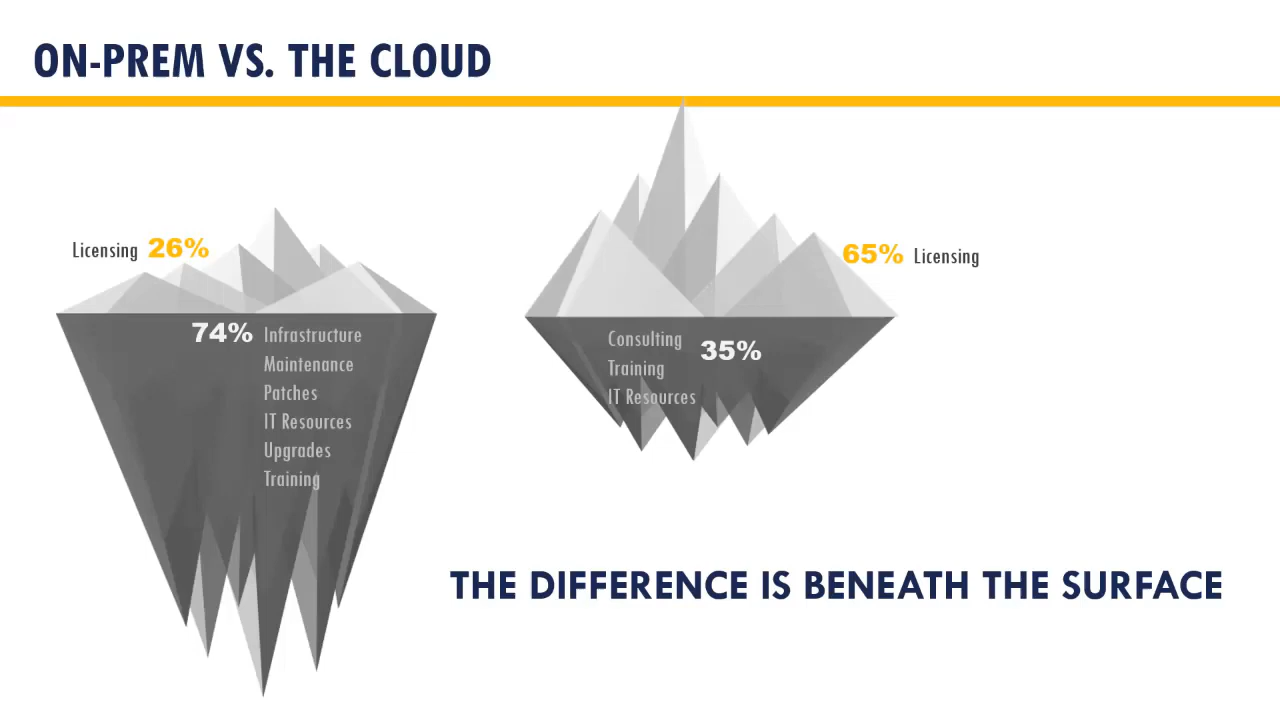 ON-PREM VS. THE CLOUD
Licensing 26%
74% Infrastructure
Maintenance
Patches
IT Resources
Upgrades
Training
65% Licensing
Consulting
35%
Training
IT Resources
THE DIFFERENCE IS BENEATH THE SURFACE